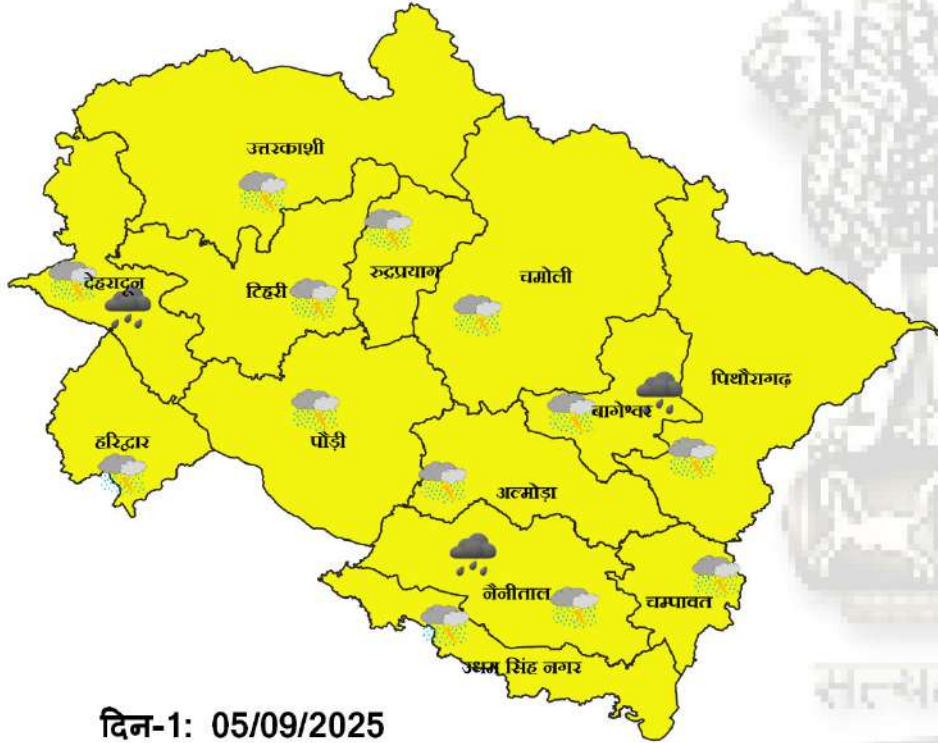 उत्तरकाशी
देहरादून
टिहरी
रुद्रप्रयाग
चमोली
पिथौरागढ़
हरिद्वार
पौड़ी
बागेश्वर
अल्मोड़ा
नैनीताल
चम्पावत
उधम सिंह नगर
दिन-1: 05/09/2025